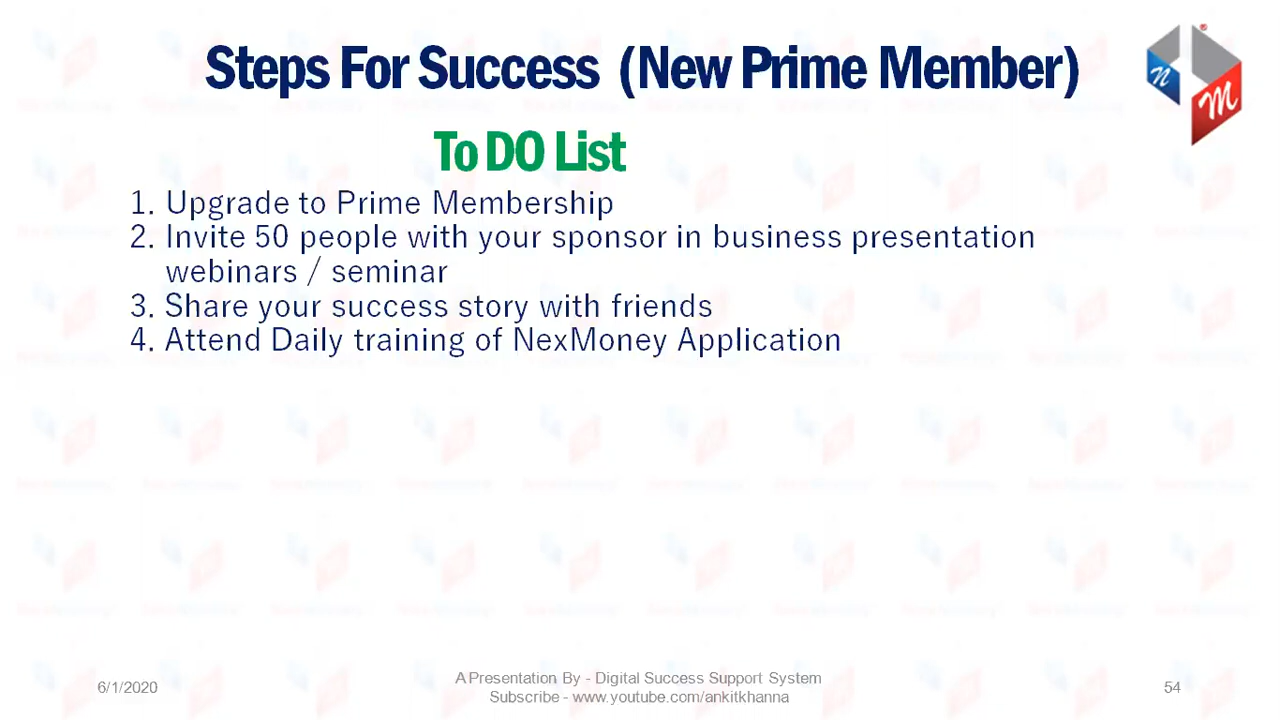 Steps For Success (New Prime Member)
To DO List
1. Upgrade to Prime Membership
2. Invite 50 people with your sponsor in business presentation
webinars / seminar
3. Share your success story with friends
4. Attend Daily training of NexMoney Application
6/1/2020
A Presentation By - Digital Success Support System
Subscribe - www.youtube.com/ankitkhanna
54
n
M
®